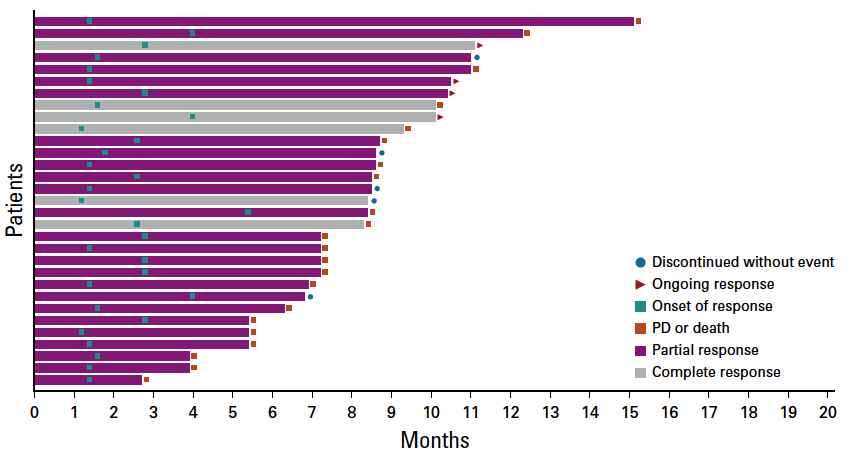 Patients
Discontinued without event
Ongoing response
Onset of response
PD or death
Partial response
Complete response
0 1 2 3 4 5 6 7 8 9 10 11 12 13 14 15 16 17 18 19 20
Months